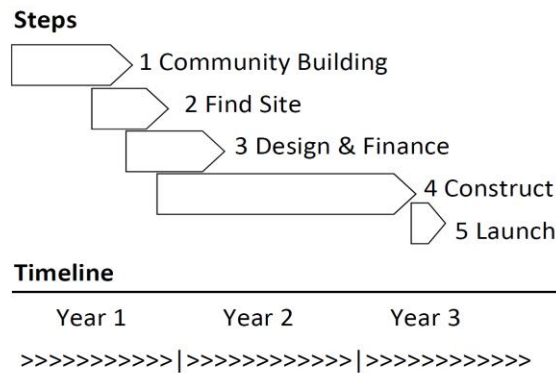 Steps
1 Community Building
2 Find Site
3 Design & Finance
4 Construct
5 Launch
Timeline
Year 1 Year 2 Year 3
>>>>>>>>>>>|>>>>>>>>>>>>|>>>>>>>>>>>>